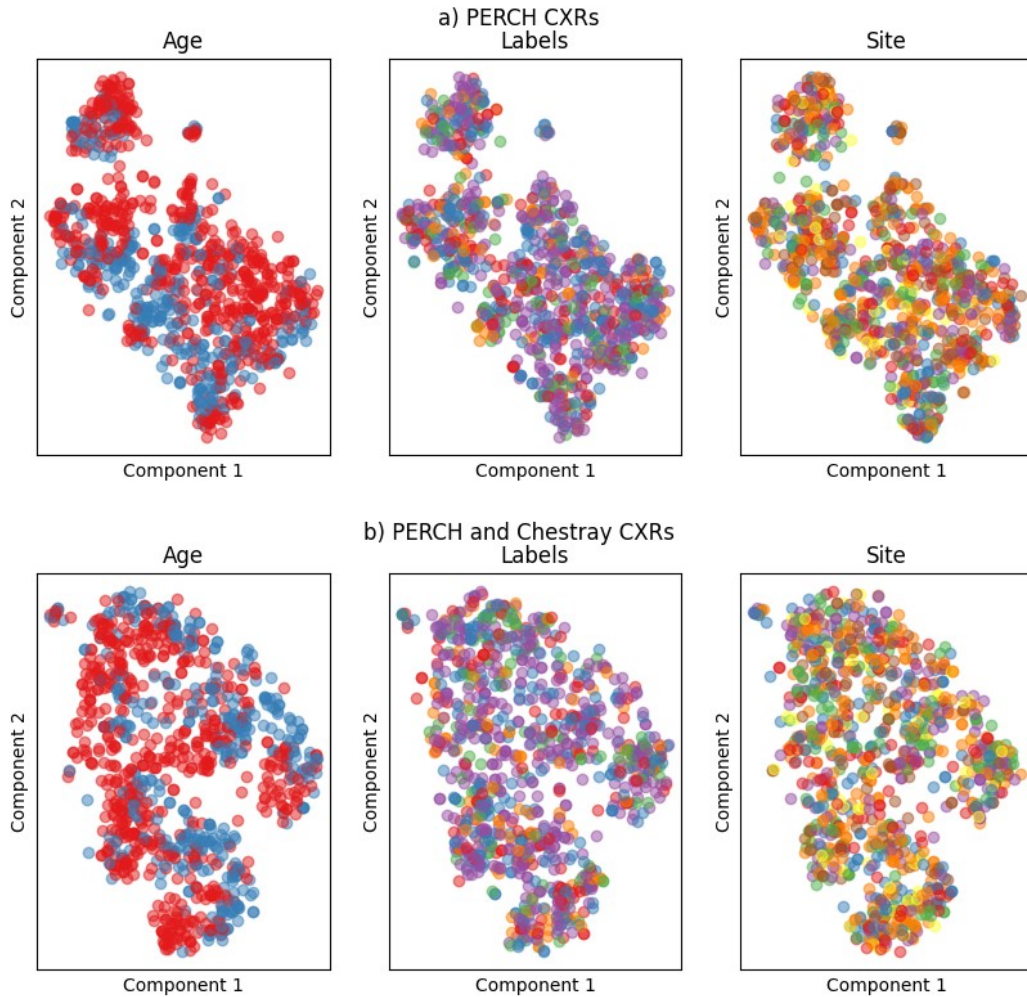 a) PERCH CXRs
Age
Labels
Site
Component 2
Component 2
Component 2
Component 1
Component 1
Component 1
b) PERCH and Chestray CXRs
Age
Labels
Site
Component 2
Component 2
Component 2
Component 1
Component 1
Component 1